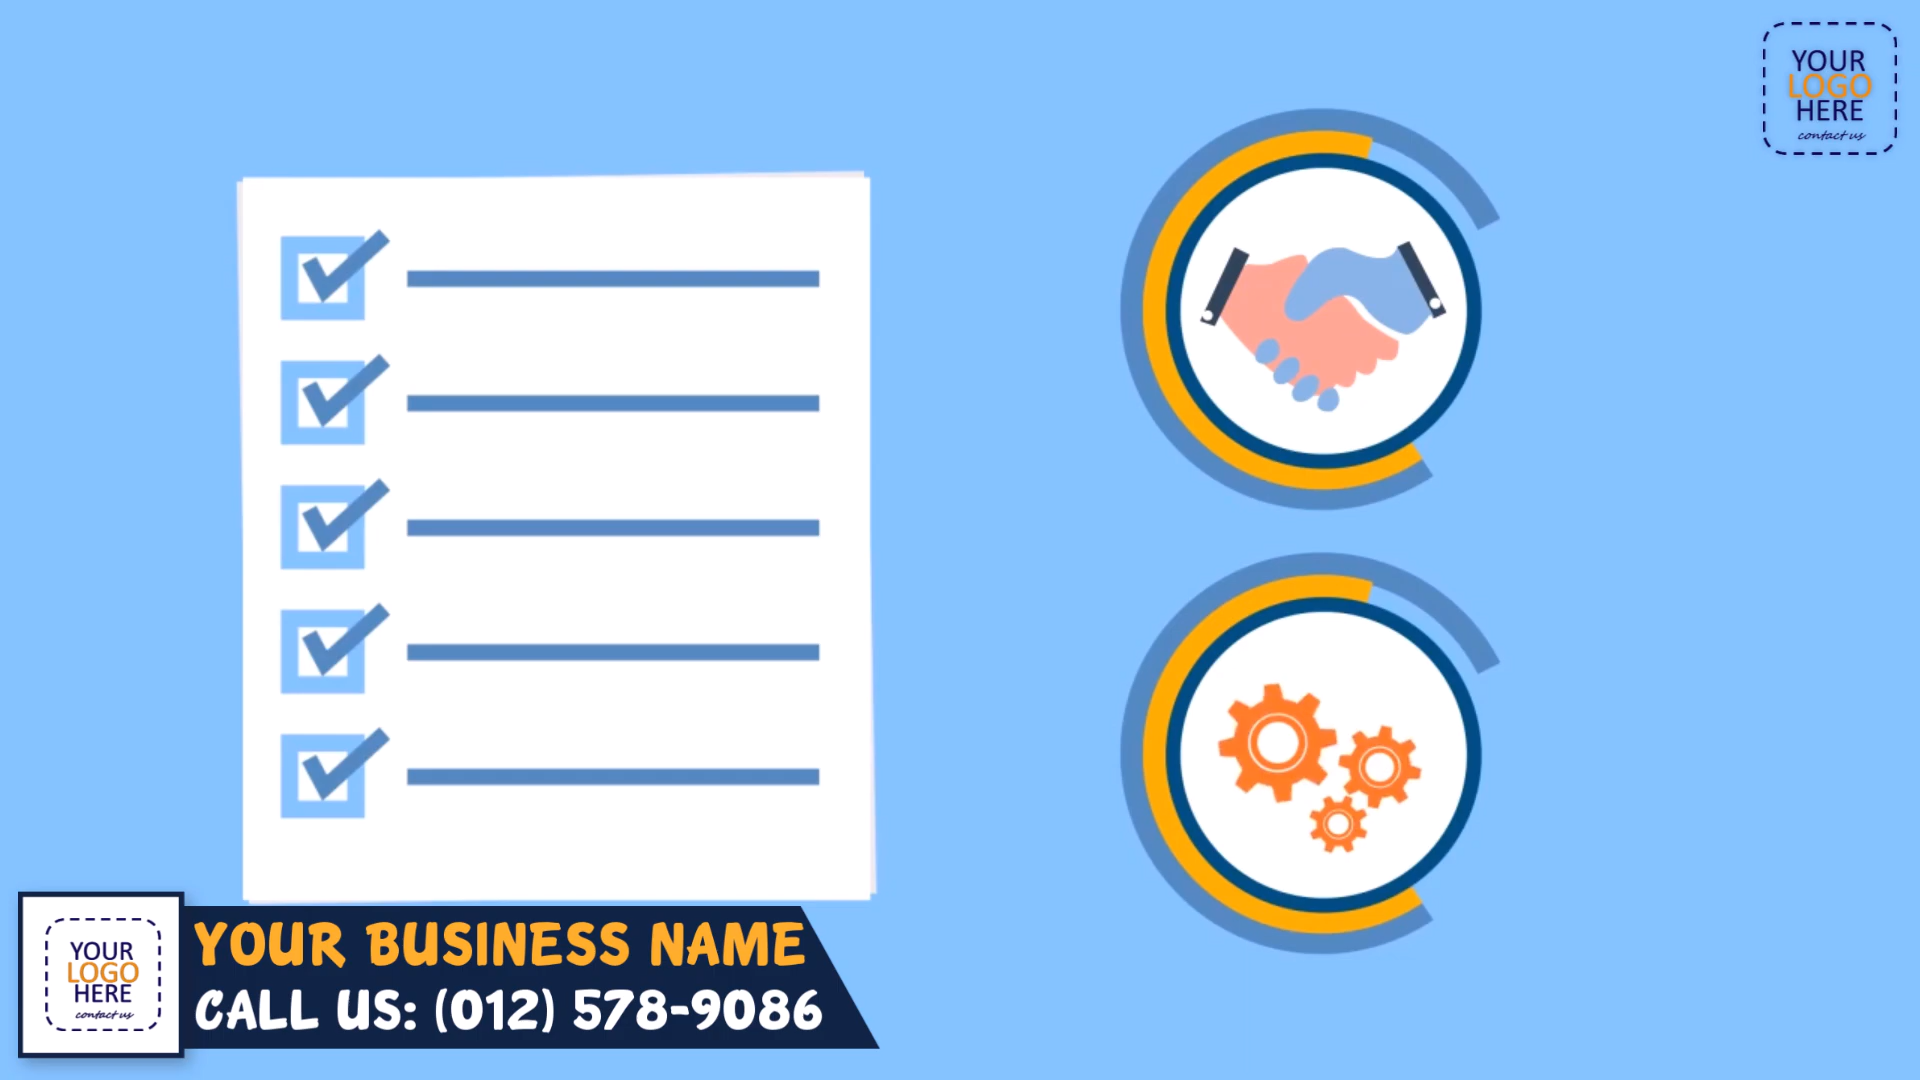 YOUR
LOGO
HERE
contact us
YOUR
LOGO
HERE
contact us
YOUR BUSINESS NAME
CALL US: (012) 578-9086